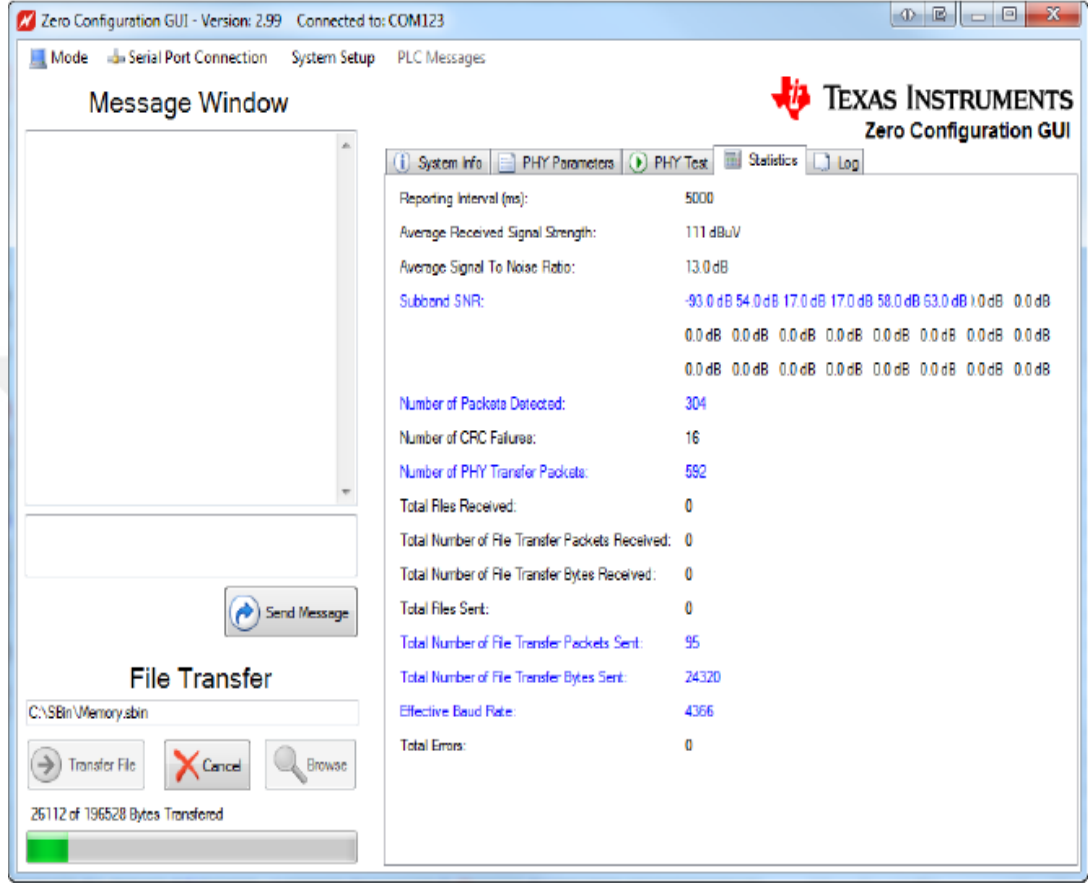 Zero Configuration GUI - Version: 2.99 Connected to: COM123
Mode Serial Port Connection System Setup PLC Messages
Message Window
TEXAS INSTRUMENTS
Zero Configuration GUI
System Info PHY Parameters PHY Test Statistics Log
Reporting Interval (ms): 5000
Average Received Signal Strength: 111 dBuV
Average Signal To Noise Ratio: 13.0 dB
Subband SNR: -93.0 dB 54.0 dB 17.0 dB 17.0 dB 58.0 dB 63.0 dB 0.0 dB 0.0 dB
0.0 dB 0.0 dB 0.0 dB 0.0 dB 0.0 dB 0.0 dB 0.0 dB 0.0 dB
0.0 dB 0.0 dB 0.0 dB 0.0 dB 0.0 dB 0.0 dB 0.0 dB 0.0 dB
Number of Packets Detected: 304
Number of CRC Failures: 16
Number of PHY Transfer Packets: 592
Total Files Received: 0
Total Number of File Transfer Packets Received: 0
Total Number of File Transfer Bytes Received: 0
Total Files Sent: 0
Total Number of File Transfer Packets Sent: 95
Total Number of File Transfer Bytes Sent: 24320
Effective Baud Rate: 4366
Total Errors: 0
Send Message
File Transfer
C:\SBin\Memory.sbin
Transfer File Cancel Browse
26112 of 196528 Bytes Transfered